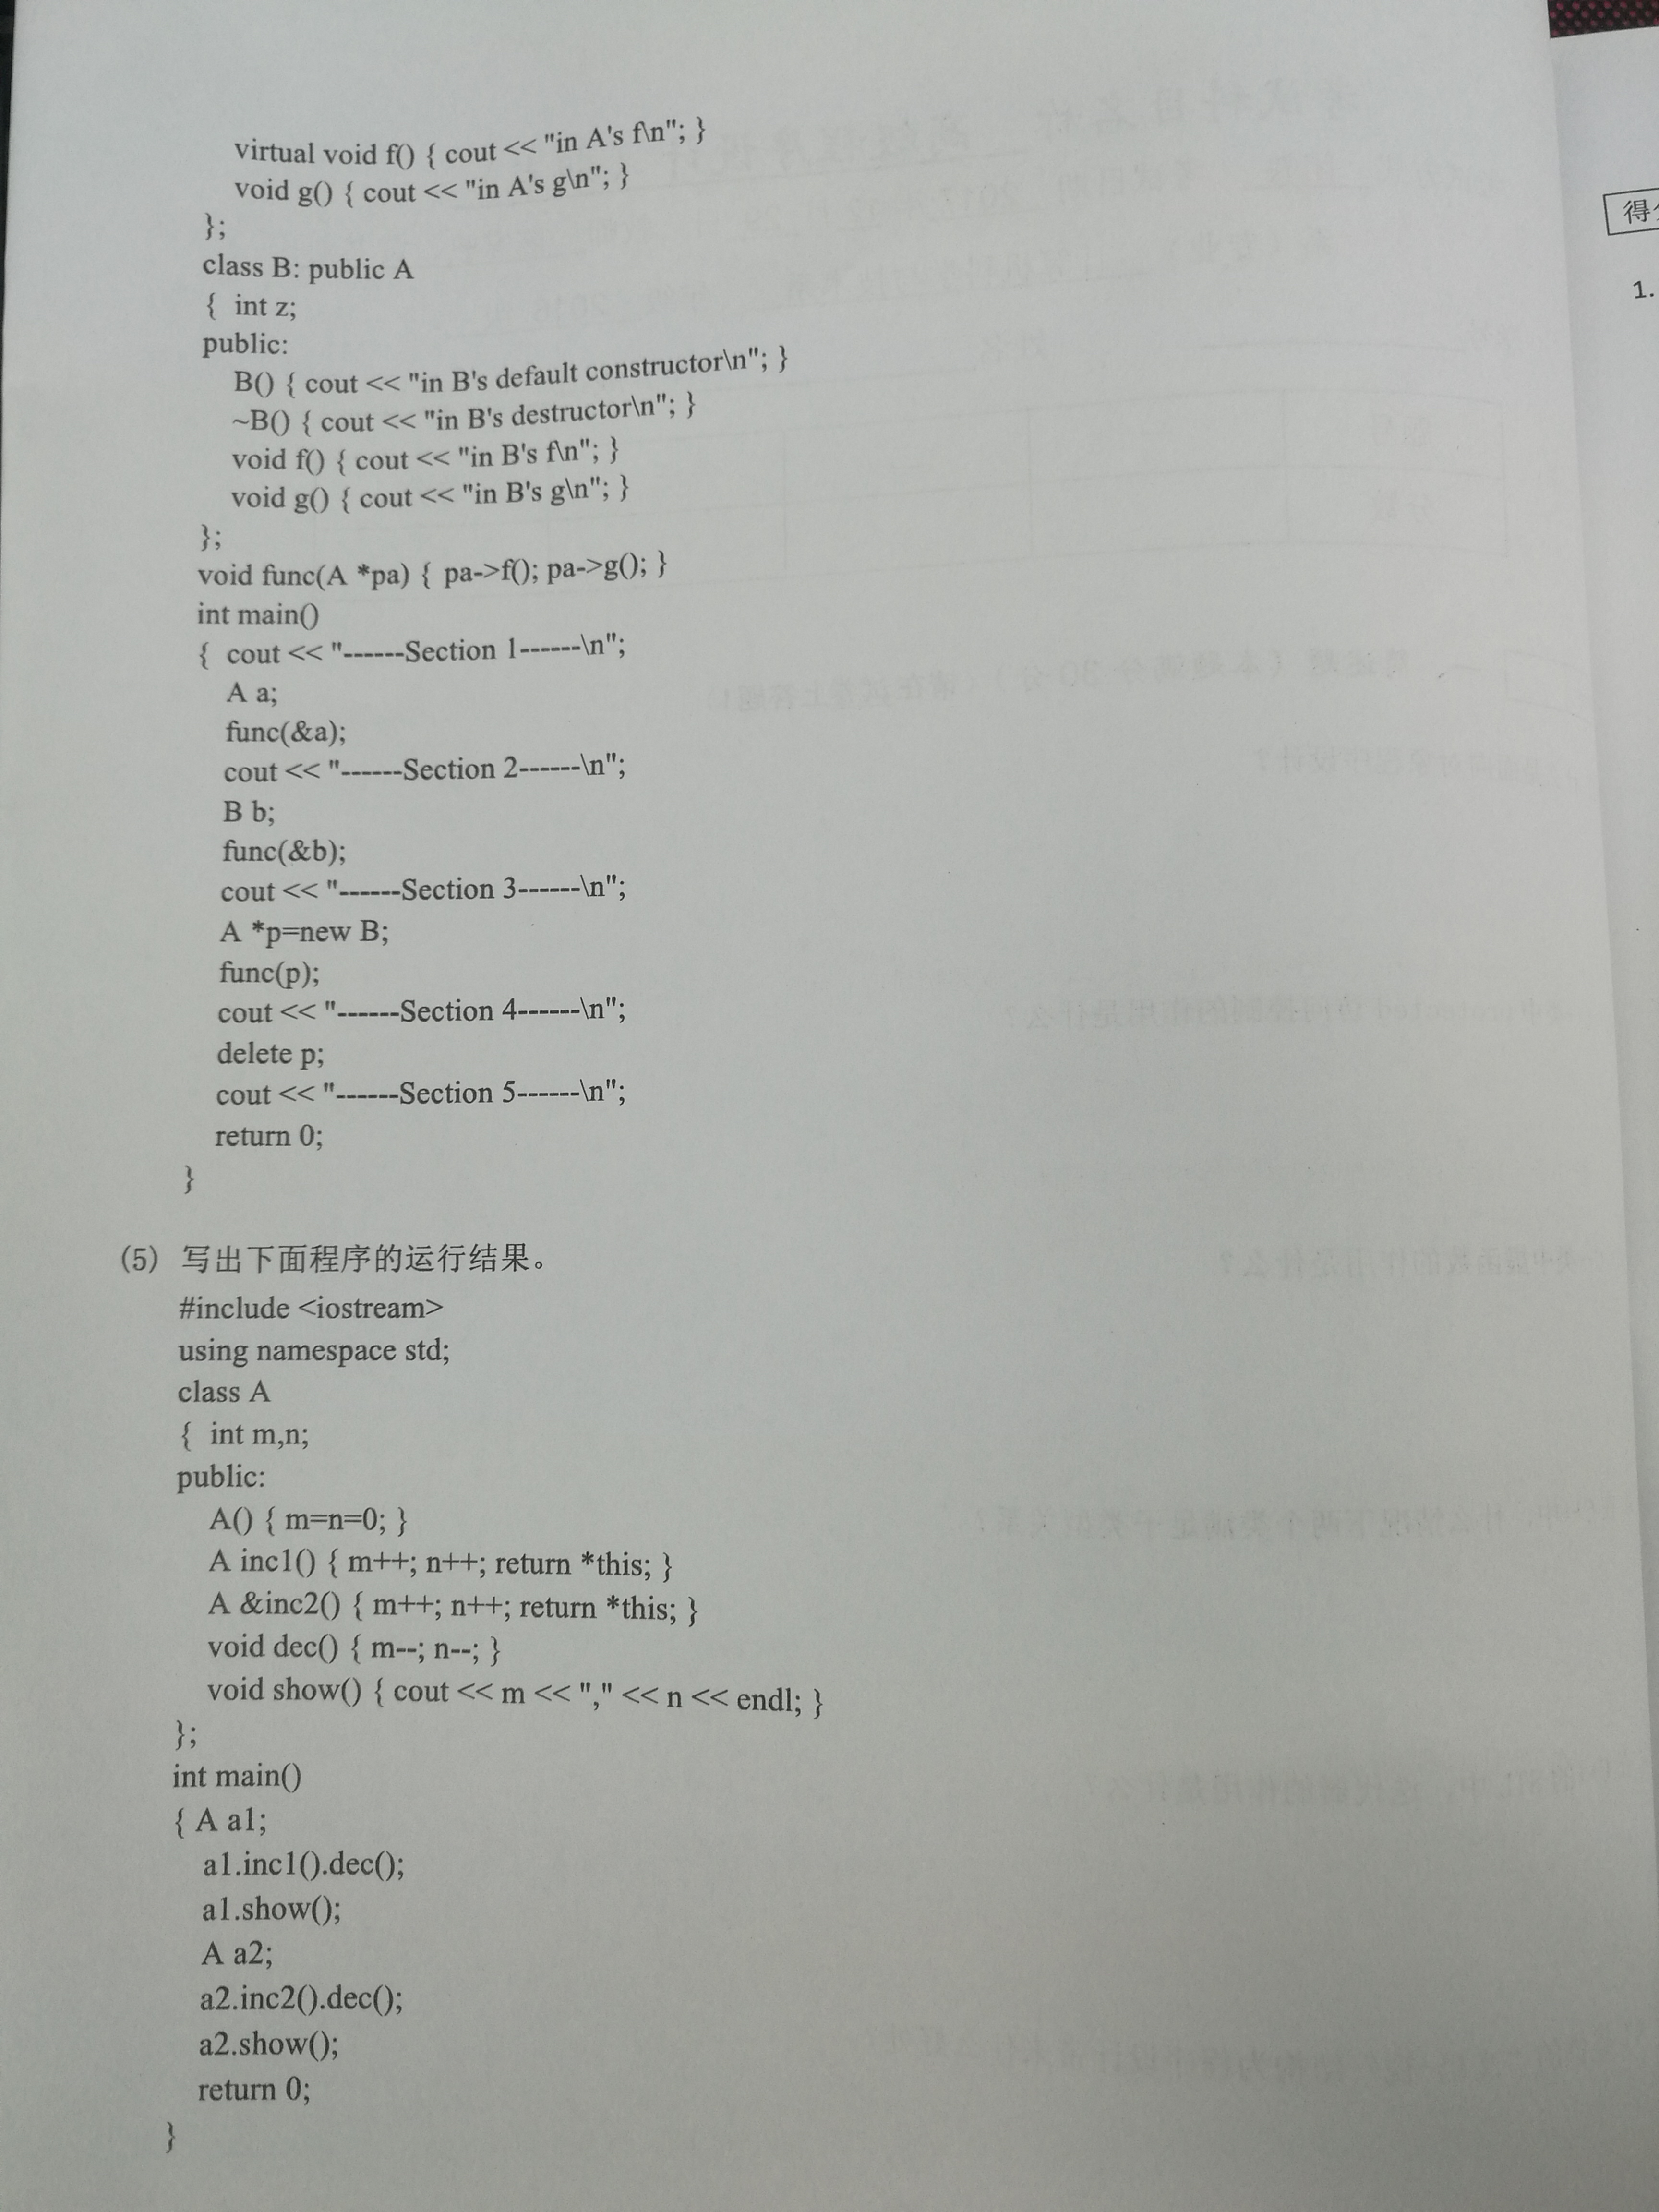 virtual void f() { cout << "in A's f\n"; }
void g() { cout << "in A's g\n"; }
};
class B: public A
{ int z;
public:
B() { cout << "in B's default constructor\n"; }
~B() { cout << "in B's destructor\n"; }
void f() { cout << "in B's f\n"; }
void g() { cout << "in B's g\n"; }
};
void func(A *pa) { pa->f(); pa->g(); }
int main()
{ cout << "------Section 1------\n";
A a;
func(&a);
cout << "------Section 2------\n";
B b;
func(&b);
cout << "------Section 3------\n";
A *p=new B;
func(p);
cout << "------Section 4------\n";
delete p;
cout << "------Section 5------\n";
return 0;
}
(5) 写出下面程序的运行结果。
#include <iostream>
using namespace std;
class A
{ int m,n;
public:
A() { m=n=0; }
A inc1() { m++; n++; return *this; }
A &inc2() { m++; n++; return *this; }
void dec() { m--; n--; }
void show() { cout << m << "," << n << endl; }
};
int main()
{ A a1;
a1.inc1().dec();
a1.show();
A a2;
a2.inc2().dec();
a2.show();
return 0;
}
得
1.